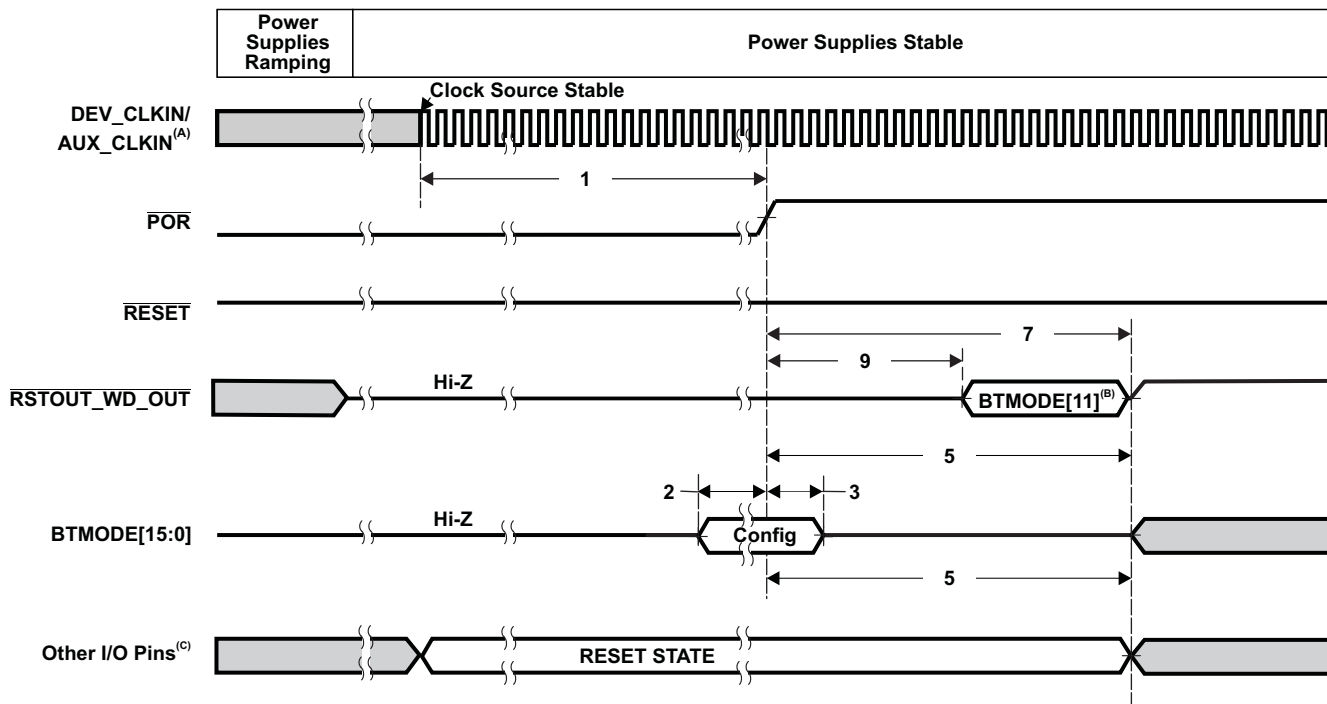 Power
Supplies
Ramping
Power Supplies Stable
Clock Source Stable
DEV_CLKIN/
AUX_CLKIN(A)
1
POR
RESET
7
9
RSTOUT_WD_OUT
Hi-Z
BTMODE[11](B)
5
2
3
BTMODE[15:0]
Hi-Z
Config
5
Other I/O Pins(C)
RESET STATE